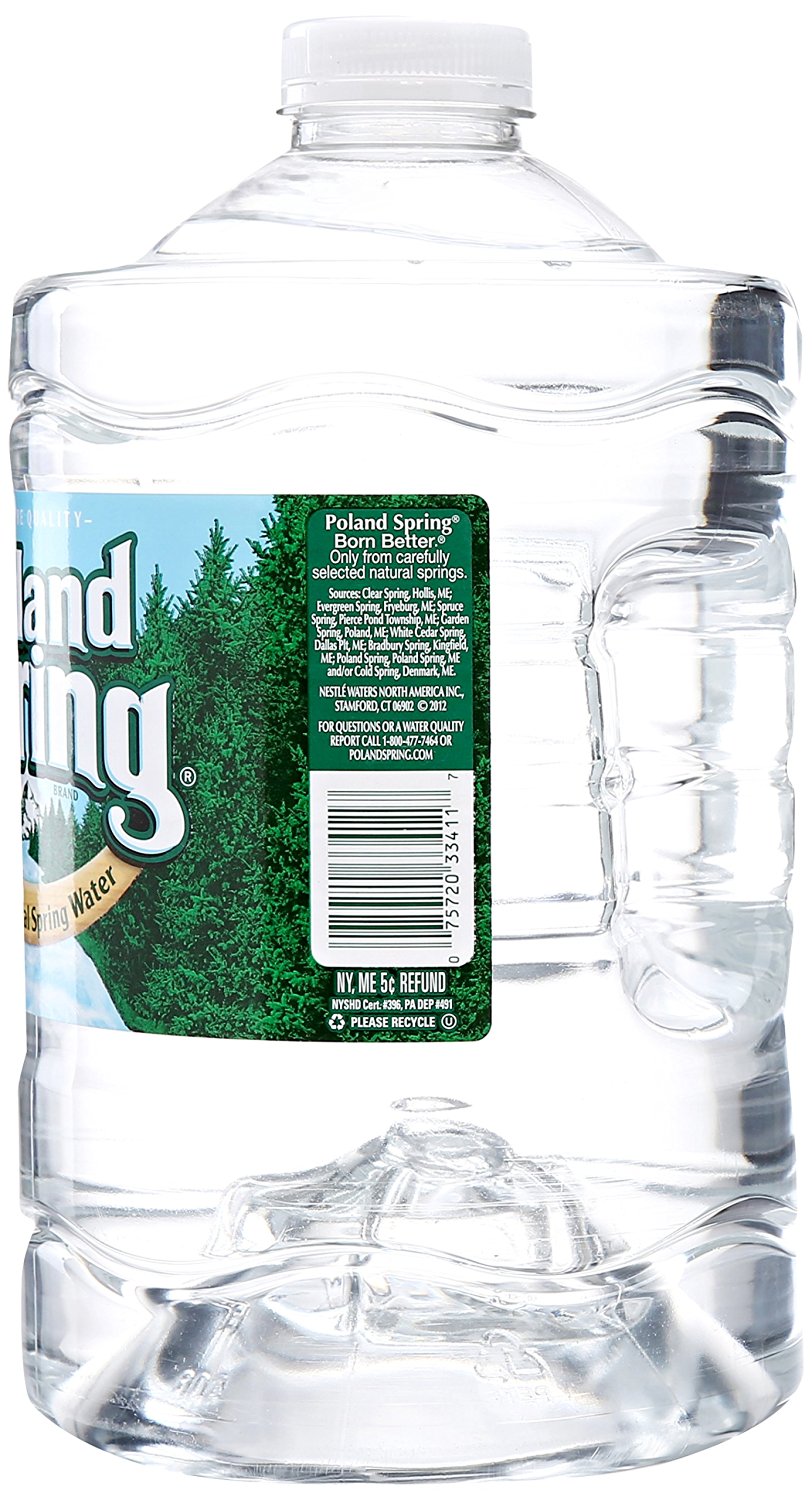 E QUALITY–
land
ring®
BRAND
al Spring Water
Poland Spring®
Born Better.®
Only from carefully
selected natural springs.
Sources: Clear Spring, Hollis, ME;
Evergreen Spring, Fryeburg, ME; Spruce
Spring, Pierce Pond Township, ME; Garden
Spring, Poland, ME; White Cedar Spring,
Dallas Plt, ME; Bradbury Spring, Kingfield,
ME; Poland Spring, Poland Spring, ME
and/or Cold Spring, Denmark, ME.
NESTLÉ WATERS NORTH AMERICA INC.,
STAMFORD, CT 06902 © 2012
FOR QUESTIONS OR A WATER QUALITY
REPORT CALL 1-800-477-7464 OR
POLANDSPRING.COM
0 75720 33411 7
NY, ME 5¢ REFUND
NYSHD Cert. #396, PA DEP #491
PLEASE RECYCLE U